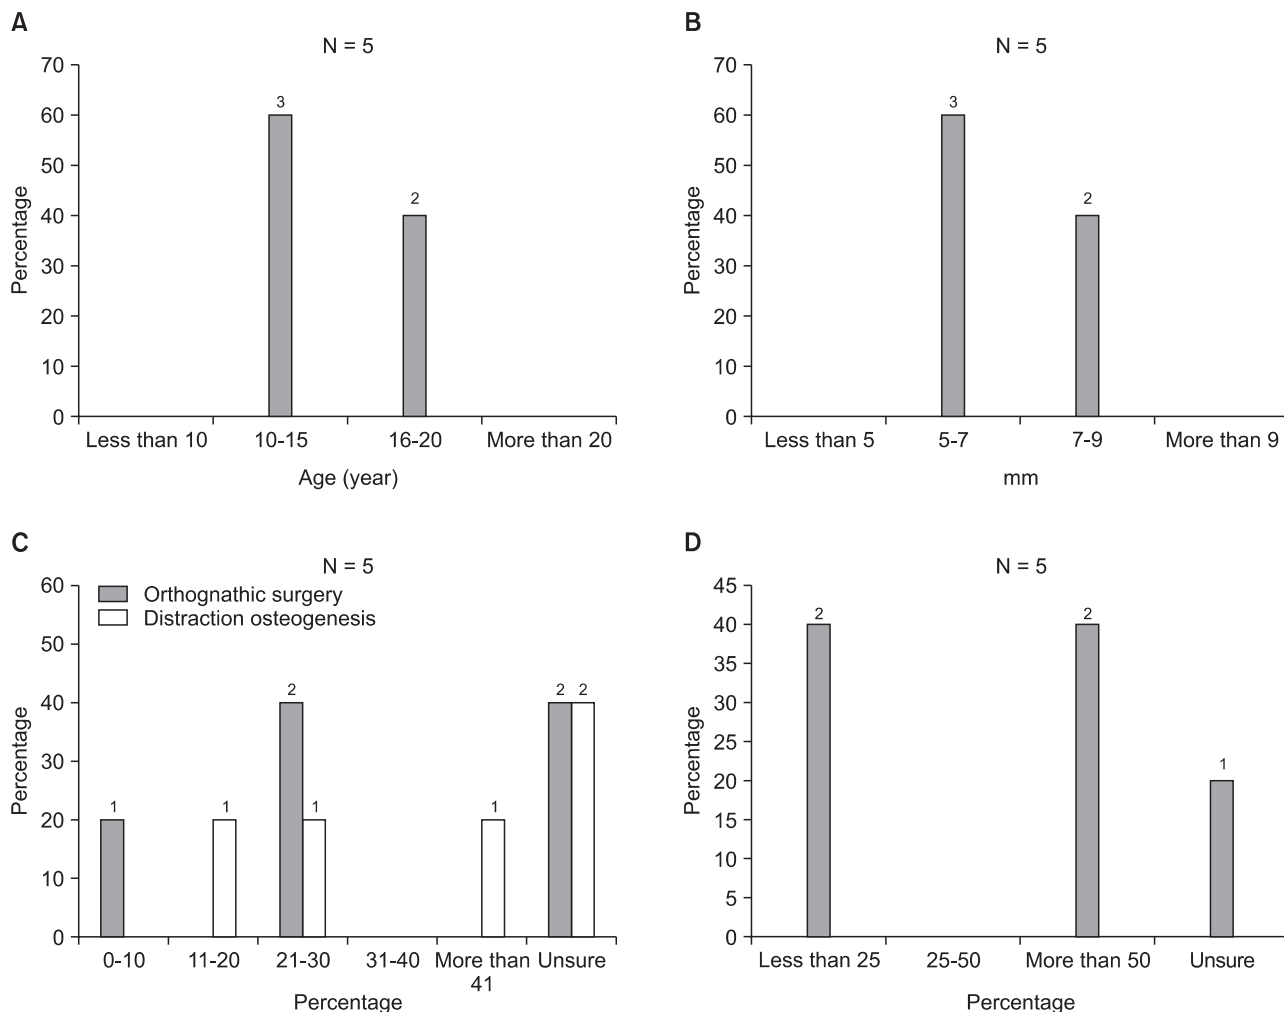 A
N = 5
70
60
50
40
30
20
10
0
Percentage
3
2
Less than 10 10-15 16-20 More than 20
Age (year)
B
N = 5
70
60
50
40
30
20
10
0
Percentage
3
2
Less than 5 5-7 7-9 More than 9
mm
C
N = 5
60
50
40
30
20
10
0
Percentage
Orthognathic surgery
Distraction osteogenesis
1
1
2
1
1
2 2
0-10 11-20 21-30 31-40 More than Unsure
41
Percentage
D
N = 5
45
40
35
30
25
20
15
10
5
0
Percentage
2
2
1
Less than 25 25-50 More than 50 Unsure
Percentage